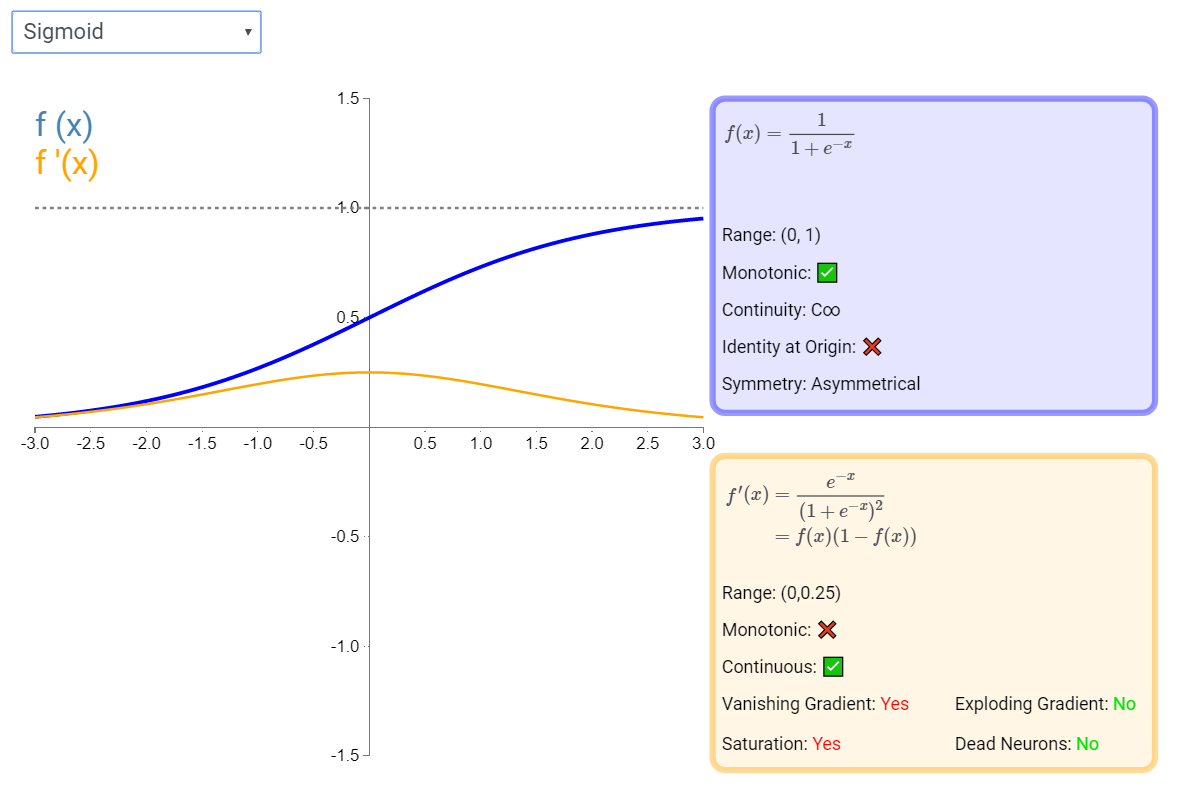 Sigmoid
f (x)
f '(x)
1.5
1.0
0.5
-0.5
-1.0
-1.5
-3.0 -2.5 -2.0 -1.5 -1.0 -0.5 0.5 1.0 1.5 2.0 2.5 3.0
f(x) = 1 / (1 + e^{-x})
Range: (0, 1)
Monotonic: ✅
Continuity: C∞
Identity at Origin: ❌
Symmetry: Asymmetrical
f′(x) = e^{-x} / (1 + e^{-x})^2
= f(x)(1 − f(x))
Range: (0,0.25)
Monotonic: ❌
Continuous: ✅
Vanishing Gradient: Yes Exploding Gradient: No
Saturation: Yes Dead Neurons: No